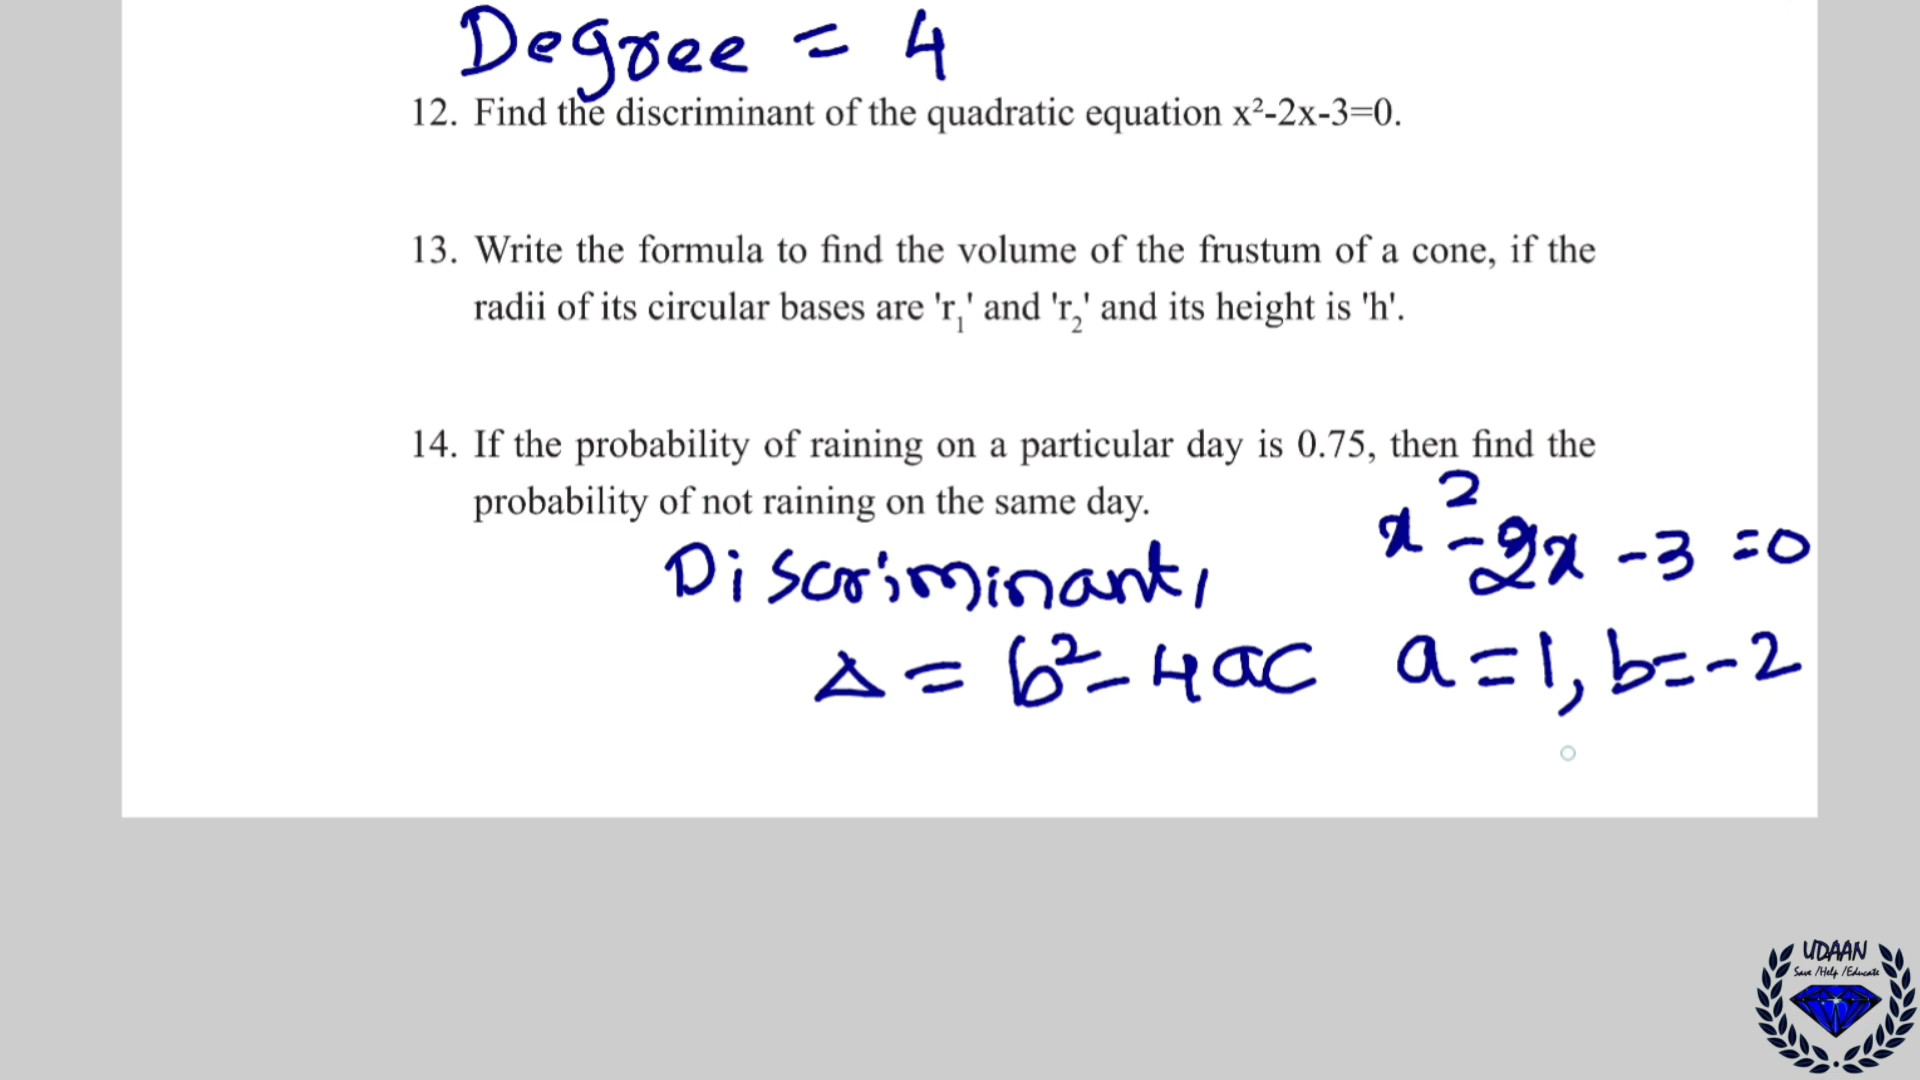 Degree = 4
12. Find the discriminant of the quadratic equation x²-2x-3=0.
13. Write the formula to find the volume of the frustum of a cone, if the
radii of its circular bases are 'r₁' and 'r₂' and its height is 'h'.
14. If the probability of raining on a particular day is 0.75, then find the
probability of not raining on the same day.
x² - 2x - 3 = 0
Discriminant,
Δ = b² - 4ac a = 1, b = -2
UDAAN
Save /Help /Educate